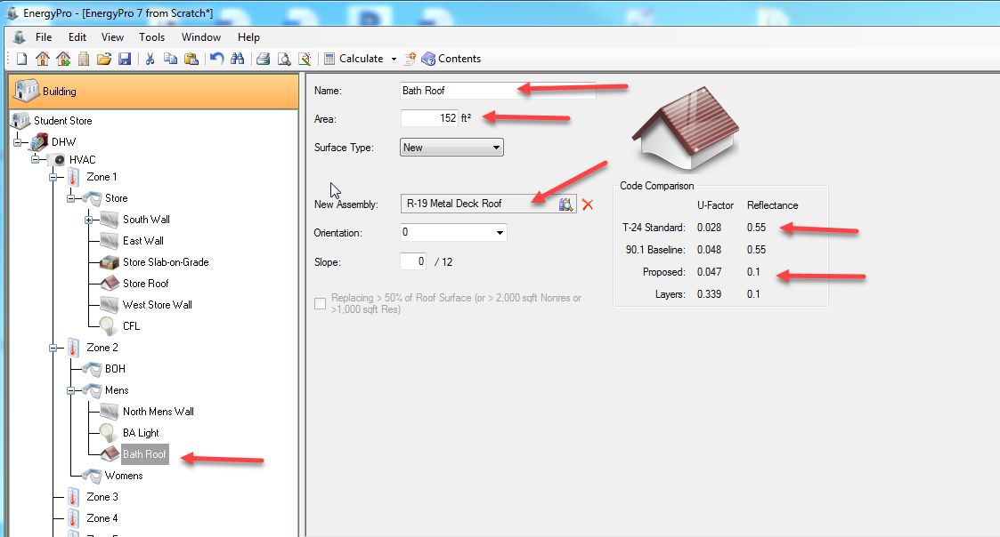 EnergyPro - [EnergyPro 7 from Scratch*]
File Edit View Tools Window Help
Calculate Contents
Building
Student Store
DHW
HVAC
Zone 1
Store
South Wall
East Wall
Store Slab-on-Grade
Store Roof
West Store Wall
CFL
Zone 2
BOH
Mens
North Mens Wall
BA Light
Bath Roof
Womens
Zone 3
Zone 4
Name: Bath Roof
Area: 152 ft²
Surface Type: New
New Assembly: R-19 Metal Deck Roof
Orientation: 0
Slope: 0 / 12
Replacing > 50% of Roof Surface (or > 2,000 sqft Nonres or
>1,000 sqft Res)
Code Comparison
U-Factor Reflectance
T-24 Standard: 0.028 0.55
90.1 Baseline: 0.048 0.55
Proposed: 0.047 0.1
Layers: 0.339 0.1